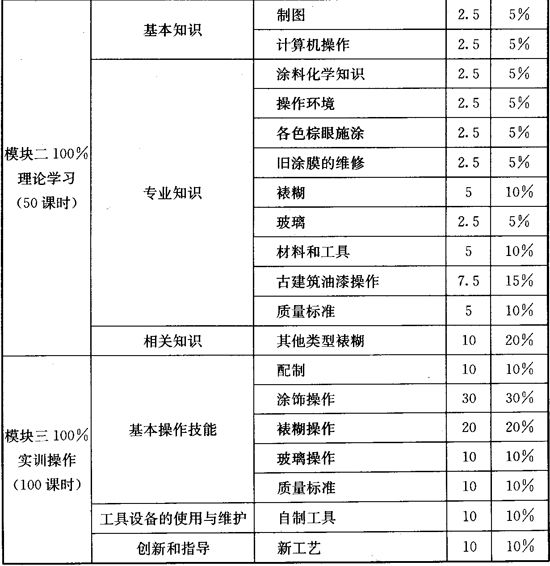 模块二 100%
理论学习
（50 课时）
基本知识
制图 2.5 5%
计算机操作 2.5 5%
专业知识
涂料化学知识 2.5 5%
操作环境 2.5 5%
各色棕眼施涂 2.5 5%
旧涂膜的维修 2.5 5%
裱糊 5 10%
玻璃 2.5 5%
材料和工具 5 10%
古建筑油漆操作 7.5 15%
质量标准 5 10%
相关知识 其他类型裱糊 10 20%
模块三 100%
实训操作
（100 课时）
基本操作技能
配制 10 10%
涂饰操作 30 30%
裱糊操作 20 20%
玻璃操作 10 10%
质量标准 10 10%
工具设备的使用与维护 自制工具 10 10%
创新和指导 新工艺 10 10%